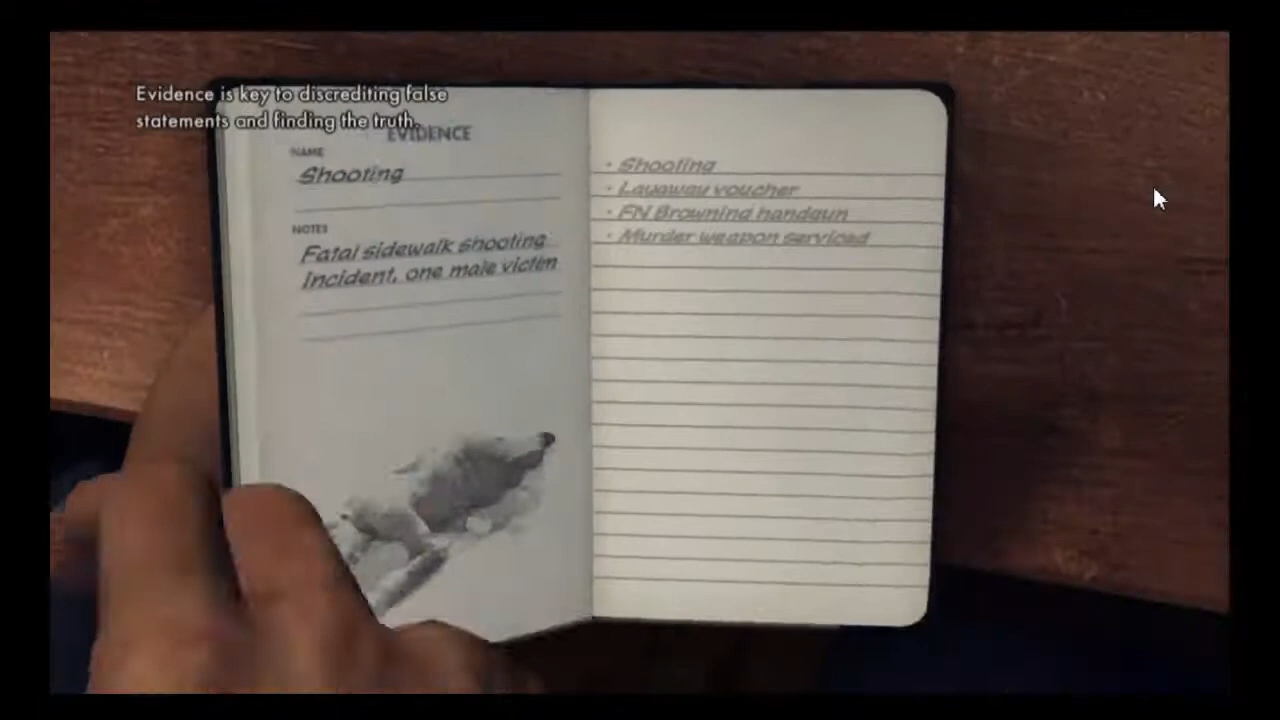 Evidence is key to discrediting false
statements and finding the truth.
EVIDENCE
NAME
Shooting
NOTES
Fatal sidewalk shooting
incident, one male victim
- Shooting
- Layaway voucher
- FN Browning handgun
- Murder weapon serviced